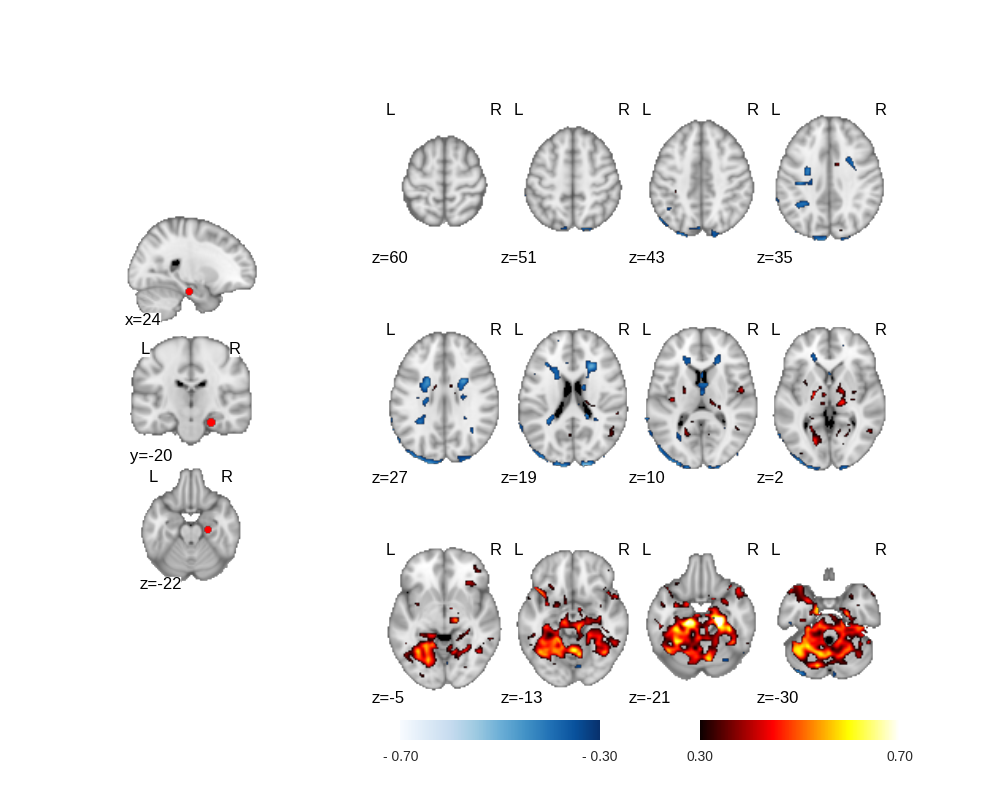 L R L R L R L R
z=60 z=51 z=43 z=35
x=24
L R L R L R L R
L R
z=27 z=19 z=10 z=2
y=-20
L R
L R L R L R L R
z=-22
z=-5 z=-13 z=-21 z=-30
- 0.70 - 0.30 0.30 0.70